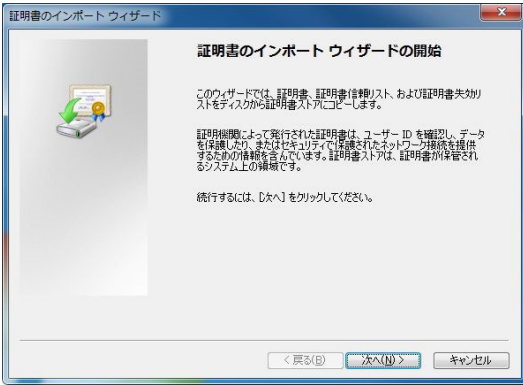 証明書のインポート ウィザード
証明書のインポート ウィザードの開始
このウィザードでは、証明書、証明書信頼リスト、および証明書失効リ
ストをディスクから証明書ストアにコピーします。
証明機関によって発行された証明書は、ユーザー ID を確認し、データ
を保護したり、またはセキュリティで保護されたネットワーク接続を提供
するための情報を含んでいます。証明書ストアは、証明書が保管され
るシステム上の領域です。
続行するには、[次へ] をクリックしてください。
< 戻る(B)
次へ(N) >
キャンセル